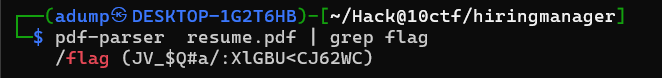 ┌──(adump㉿DESKTOP-1G2T6HB)-[~/Hack@10ctf/hiringmanager]
└─$ pdf-parser  resume.pdf | grep flag
    /flag (JV_$Q#a/:XlGBU<CJ62WC)